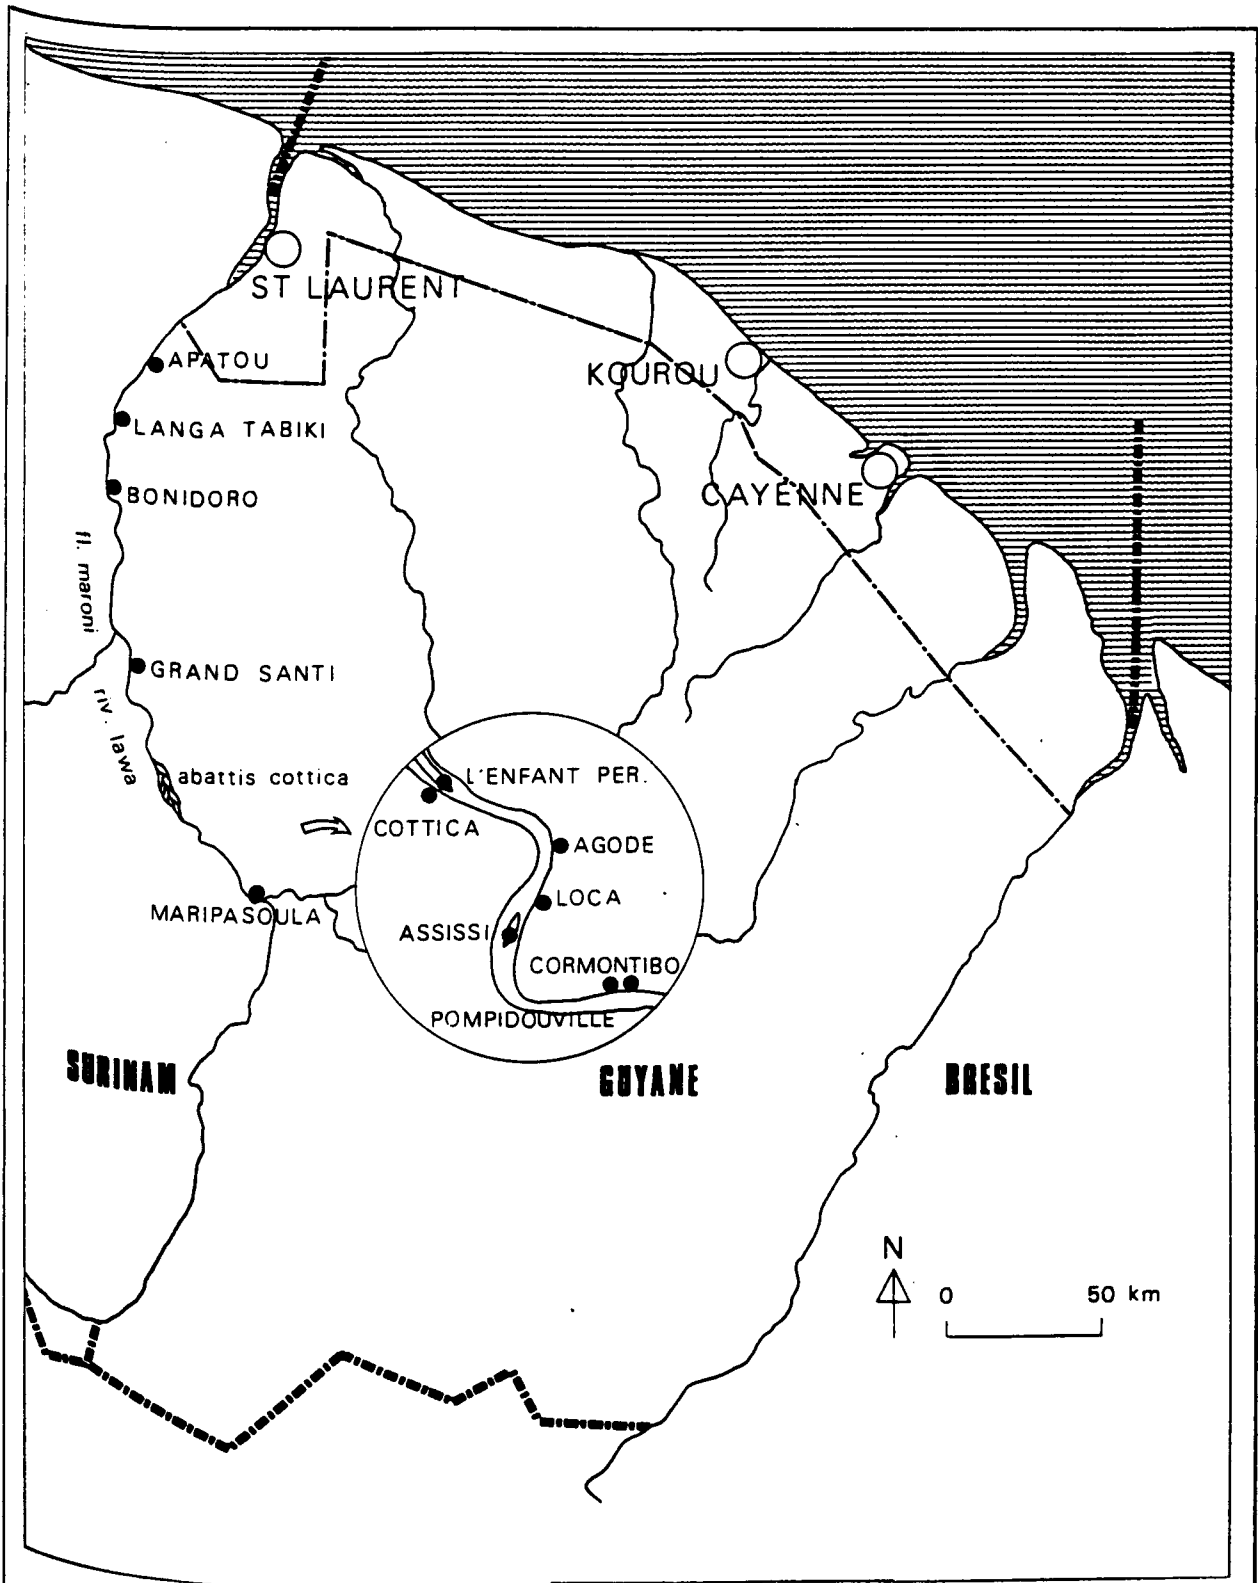 ST LAURENT
APATOU
KOUROU
LANGA TABIKI
CAYENNE
BONIDORO
fl. maroni
GRAND SANTI
riv. lawa
abattis cottica
L'ENFANT PER.
COTTICA
AGODE
LOCA
MARIPASOULA
ASSISSI
CORMONTIBO
POMPIDOUVILLE
SURINAM
GUYANE
BRESIL
N
0
50 km